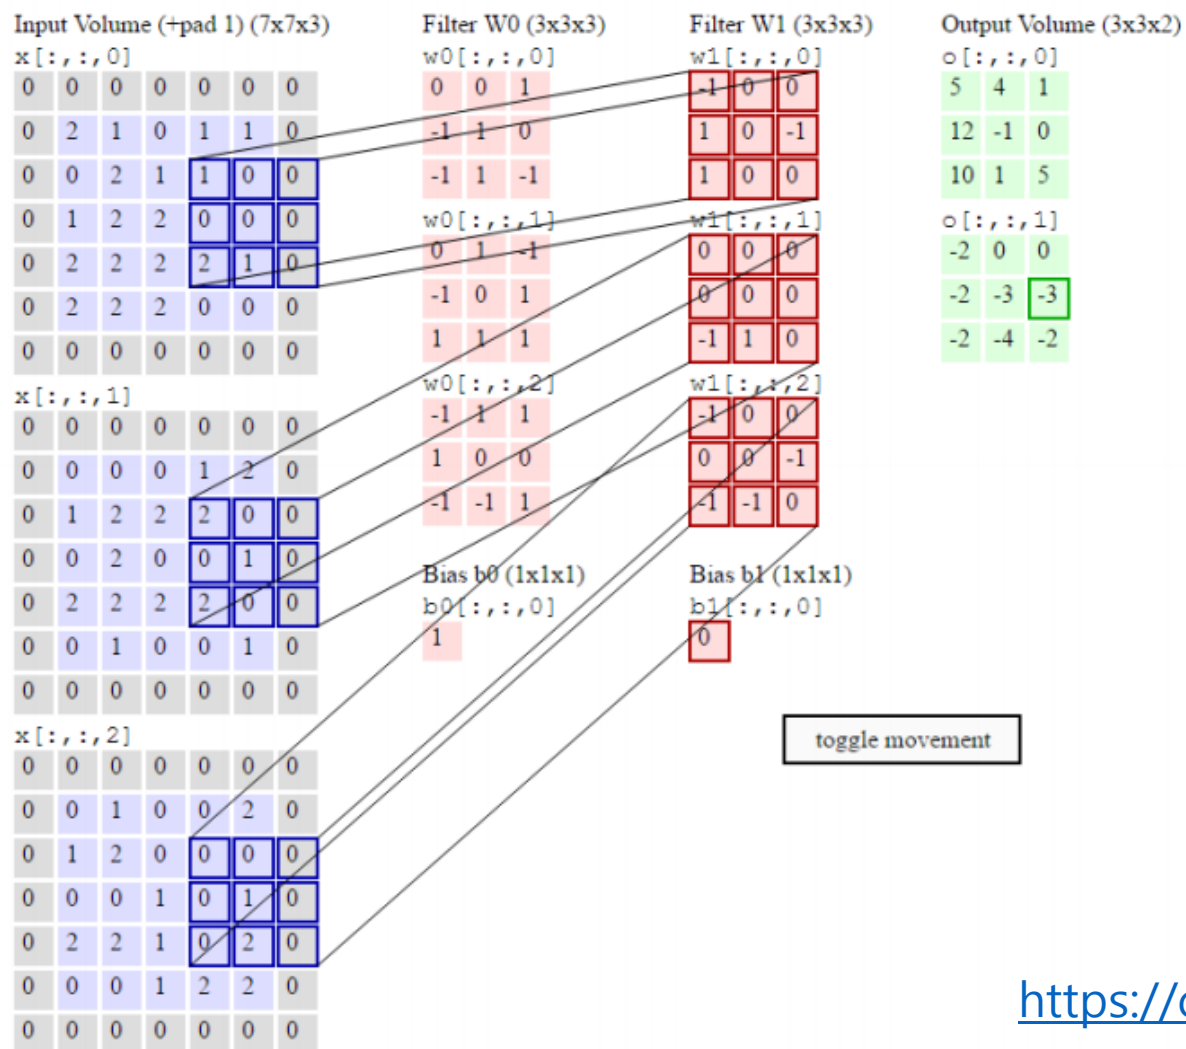 Input Volume (+pad 1) (7x7x3)
x[:,:,0]
0 0 0 0 0 0 0
0 2 1 0 1 1 0
0 0 2 1 1 0 0
0 1 2 2 0 0 0
0 2 2 2 2 1 0
0 2 2 2 0 0 0
0 0 0 0 0 0 0
x[:,:,1]
0 0 0 0 0 0 0
0 0 0 0 1 2 0
0 1 2 2 2 0 0
0 0 2 0 0 1 0
0 2 2 2 2 0 0
0 0 1 0 0 1 0
0 0 0 0 0 0 0
x[:,:,2]
0 0 0 0 0 0 0
0 0 1 0 0 2 0
0 1 2 0 0 0 0
0 0 0 1 0 1 0
0 2 2 1 0 2 0
0 0 0 1 2 2 0
0 0 0 0 0 0 0
Filter W0 (3x3x3)
w0[:,:,0]
0 0 1
-1 1 0
-1 1 -1
w0[:,:,1]
0 1 -1
-1 0 1
1 1 1
w0[:,:,2]
-1 1 1
1 0 0
-1 -1 1
Bias b0 (1x1x1)
b0[:,:,0]
1
Filter W1 (3x3x3)
w1[:,:,0]
-1 0 0
1 0 -1
1 0 0
w1[:,:,1]
0 0 0
0 0 0
-1 1 0
w1[:,:,2]
-1 0 0
0 0 -1
-1 -1 0
Bias b1 (1x1x1)
b1[:,:,0]
0
Output Volume (3x3x2)
o[:,:,0]
5 4 1
12 -1 0
10 1 5
o[:,:,1]
-2 0 0
-2 -3 -3
-2 -4 -2
toggle movement
https://